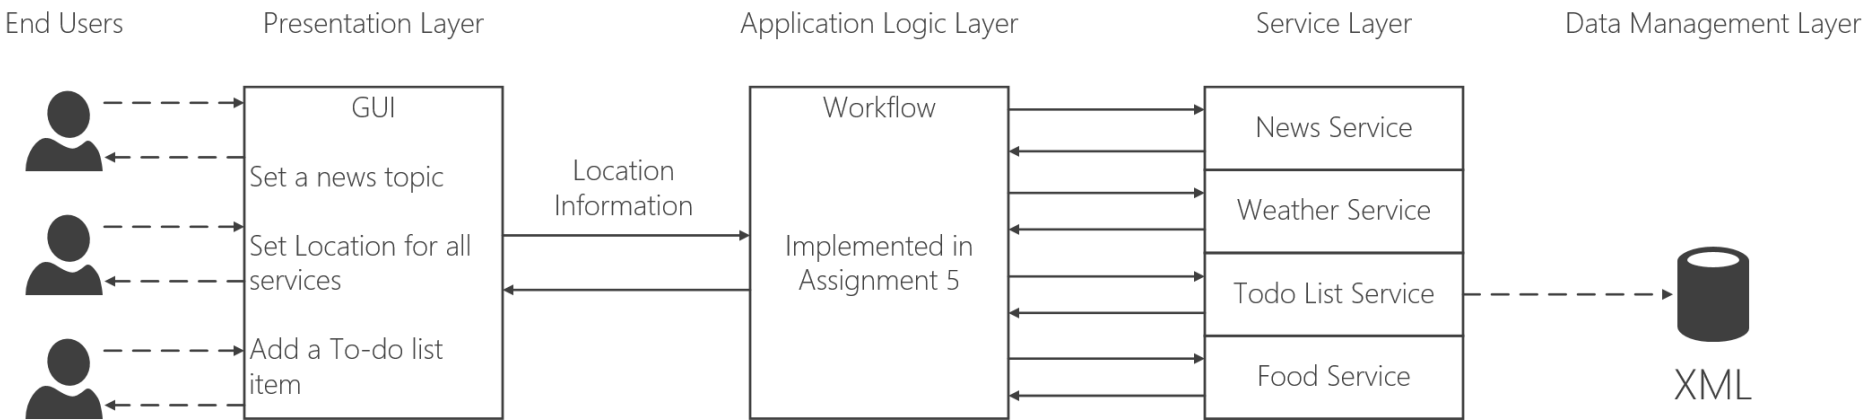 End Users
Presentation Layer
Application Logic Layer
Service Layer
Data Management Layer
GUI
Set a news topic
Set Location for all
services
Add a To-do list
item
Location
Information
Workflow
Implemented in
Assignment 5
News Service
Weather Service
Todo List Service
Food Service
XML